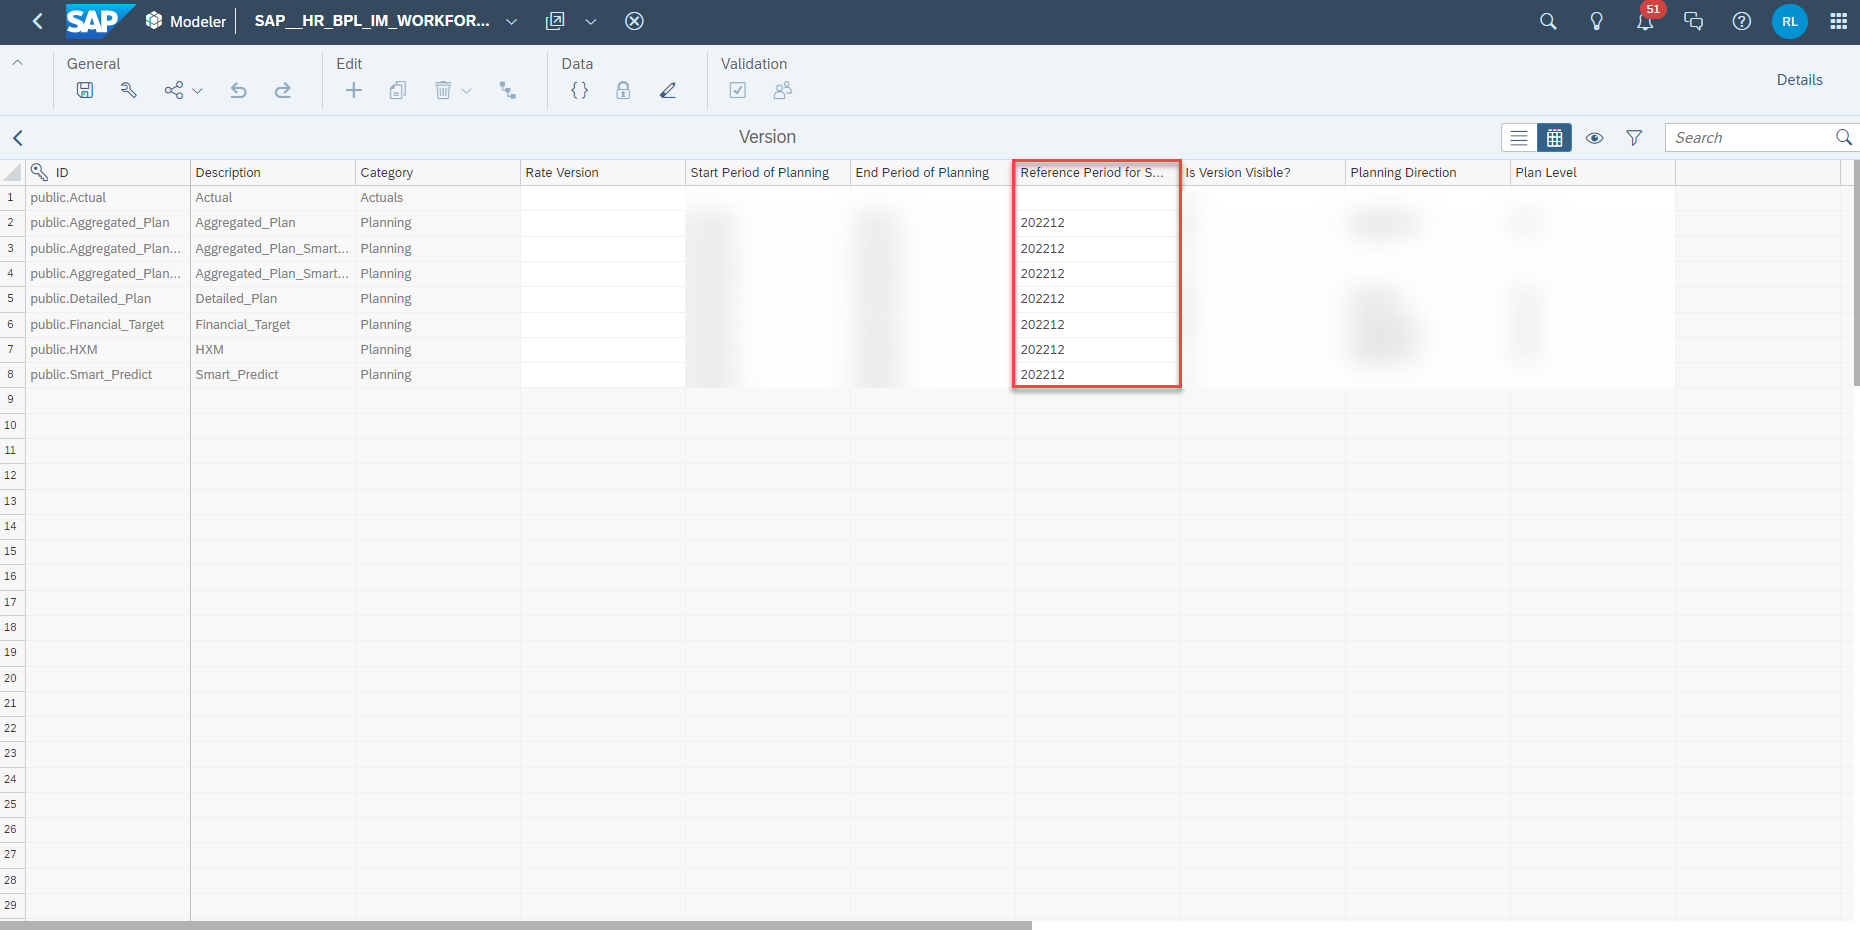 SAP Modeler SAP__HR_BPL_IM_WORKFOR... 51 RL
General Edit Data Validation
Details
Version
Search
ID Description Category Rate Version Start Period of Planning End Period of Planning Reference Period for S... Is Version Visible? Planning Direction Plan Level
1 public.Actual Actual Actuals
2 public.Aggregated_Plan Aggregated_Plan Planning 202212
3 public.Aggregated_Plan... Aggregated_Plan_Smart... Planning 202212
4 public.Aggregated_Plan... Aggregated_Plan_Smart... Planning 202212
5 public.Detailed_Plan Detailed_Plan Planning 202212
6 public.Financial_Target Financial_Target Planning 202212
7 public.HXM HXM Planning 202212
8 public.Smart_Predict Smart_Predict Planning 202212
9
10
11
12
13
14
15
16
17
18
19
20
21
22
23
24
25
26
27
28
29